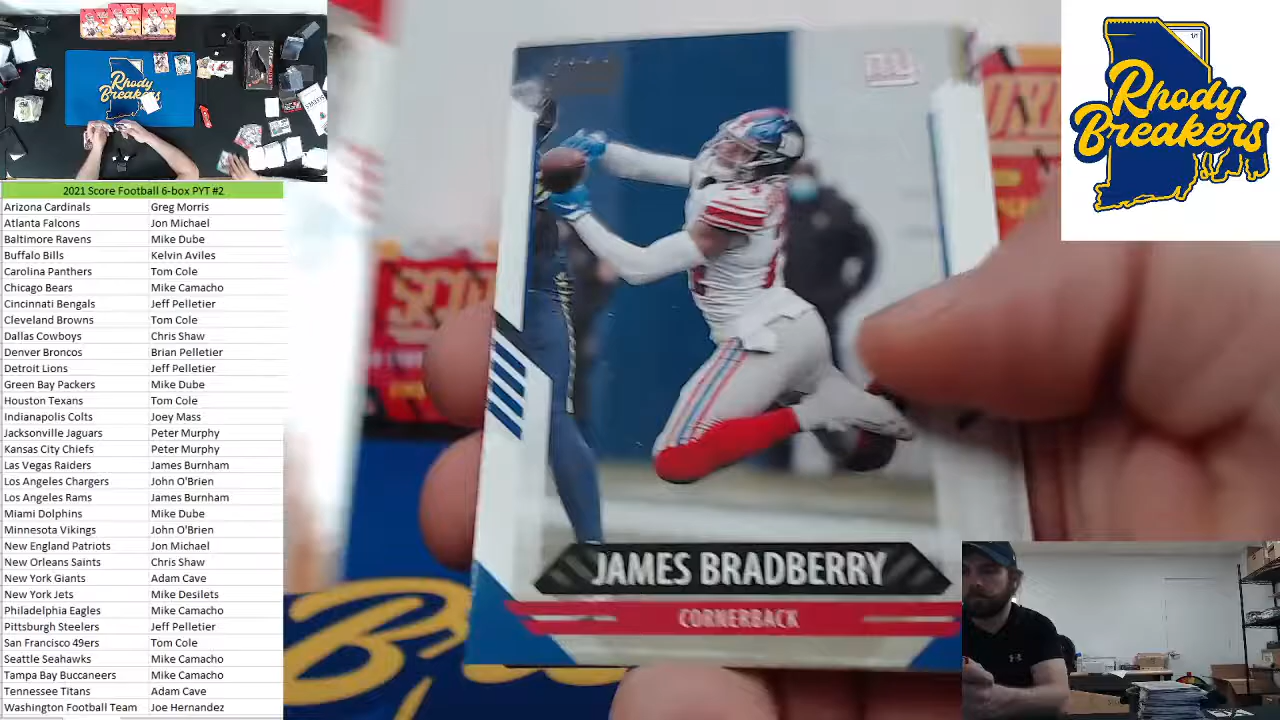 Rhody
Breakers
2021 Score Football 6-box PYT #2
Arizona Cardinals Greg Morris
Atlanta Falcons Jon Michael
Baltimore Ravens Mike Dube
Buffalo Bills Kelvin Aviles
Carolina Panthers Tom Cole
Chicago Bears Mike Camacho
Cincinnati Bengals Jeff Pelletier
Cleveland Browns Tom Cole
Dallas Cowboys Chris Shaw
Denver Broncos Brian Pelletier
Detroit Lions Jeff Pelletier
Green Bay Packers Mike Dube
Houston Texans Tom Cole
Indianapolis Colts Joey Mass
Jacksonville Jaguars Peter Murphy
Kansas City Chiefs Peter Murphy
Las Vegas Raiders James Burnham
Los Angeles Chargers John O'Brien
Los Angeles Rams James Burnham
Miami Dolphins Mike Dube
Minnesota Vikings John O'Brien
New England Patriots Jon Michael
New Orleans Saints Chris Shaw
New York Giants Adam Cave
New York Jets Mike Desilets
Philadelphia Eagles Mike Camacho
Pittsburgh Steelers Jeff Pelletier
San Francisco 49ers Tom Cole
Seattle Seahawks Mike Camacho
Tampa Bay Buccaneers Mike Camacho
Tennessee Titans Adam Cave
Washington Football Team Joe Hernandez
ny
JAMES BRADBERRY
CORNERBACK
1/1
Rhody
Breakers